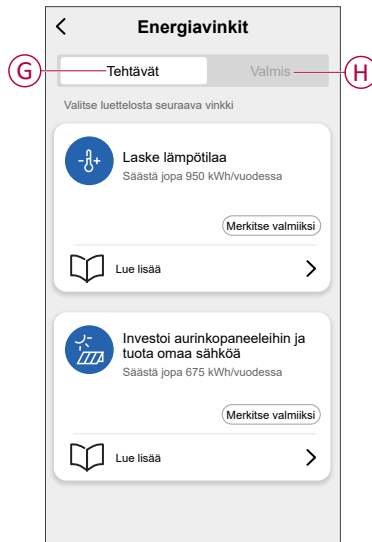 Energiavinkit
G
Tehtävät
Valmis
H
Valitse luettelosta seuraava vinkki
Laske lämpötilaa
Säästä jopa 950 kWh/vuodessa
Merkitse valmiiksi
Lue lisää
Investoi aurinkopaneeleihin ja
tuota omaa sähköä
Säästä jopa 675 kWh/vuodessa
Merkitse valmiiksi
Lue lisää